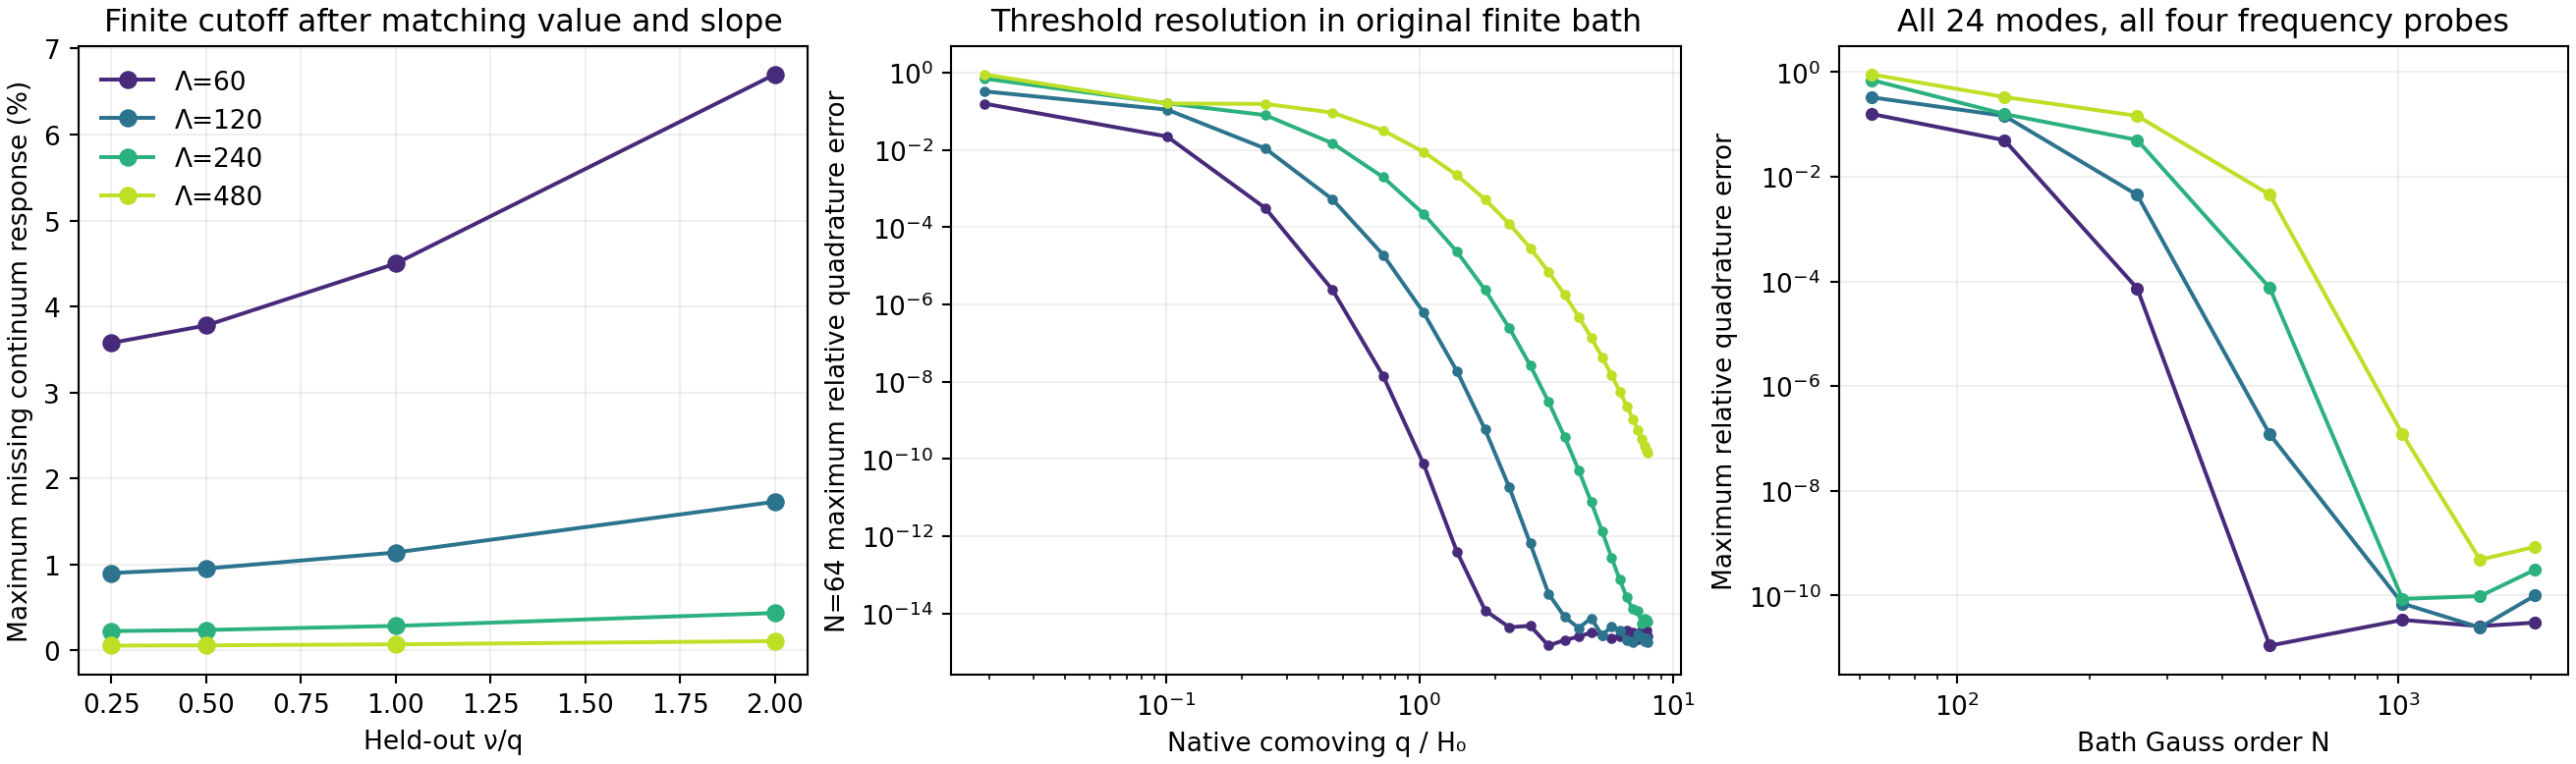 Finite cutoff after matching value and slope
Maximum missing continuum response (%)
7
6
5
4
3
2
1
0
Λ=60
Λ=120
Λ=240
Λ=480
0.25 0.50 0.75 1.00 1.25 1.50 1.75 2.00
Held-out ν/q
Threshold resolution in original finite bath
N=64 maximum relative quadrature error
10⁰
10⁻²
10⁻⁴
10⁻⁶
10⁻⁸
10⁻¹⁰
10⁻¹²
10⁻¹⁴
10⁻¹ 10⁰ 10¹
Native comoving q / H₀
All 24 modes, all four frequency probes
Maximum relative quadrature error
10⁰
10⁻²
10⁻⁴
10⁻⁶
10⁻⁸
10⁻¹⁰
10² 10³
Bath Gauss order N